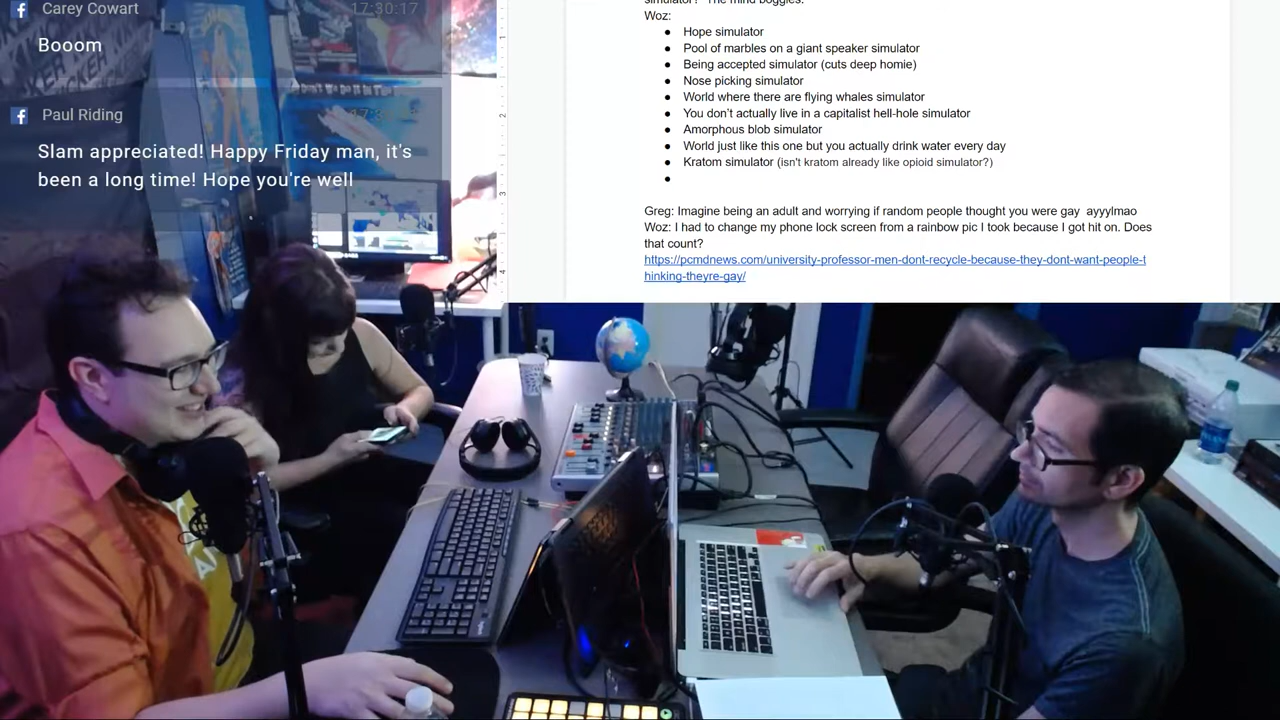 Carey Cowart
17:30:17
Booom
Paul Riding
Slam appreciated! Happy Friday man, it's
been a long time! Hope you're well
Woz:
● Hope simulator
● Pool of marbles on a giant speaker simulator
● Being accepted simulator (cuts deep homie)
● Nose picking simulator
● World where there are flying whales simulator
● You don't actually live in a capitalist hell-hole simulator
● Amorphous blob simulator
● World just like this one but you actually drink water every day
● Kratom simulator (isn't kratom already like opioid simulator?)
●
Greg: Imagine being an adult and worrying if random people thought you were gay ayyylmao
Woz: I had to change my phone lock screen from a rainbow pic I took because I got hit on. Does
that count?
https://pcmdnews.com/university-professor-men-dont-recycle-because-they-dont-want-people-t
hinking-theyre-gay/